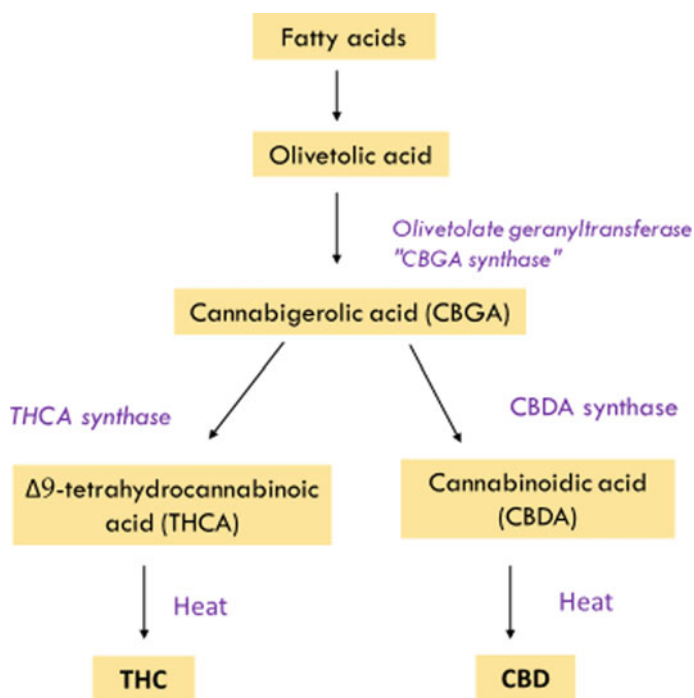 Fatty acids
Olivetolic acid
Olivetolate geranyltransferase
"CBGA synthase"
Cannabigerolic acid (CBGA)
THCA synthase
CBDA synthase
Δ9-tetrahydrocannabinoic
acid (THCA)
Cannabinoidic acid
(CBDA)
Heat
Heat
THC
CBD